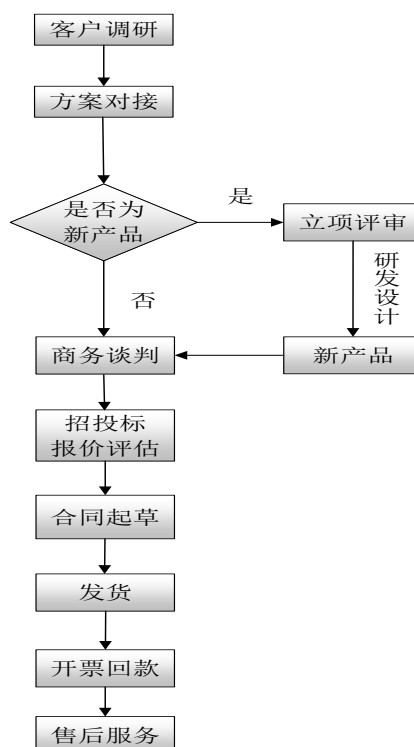 客户调研
方案对接
是否为
新产品
是
立项评审
研发设计
否
商务谈判
新产品
招投标
报价评估
合同起草
发货
开票回款
售后服务